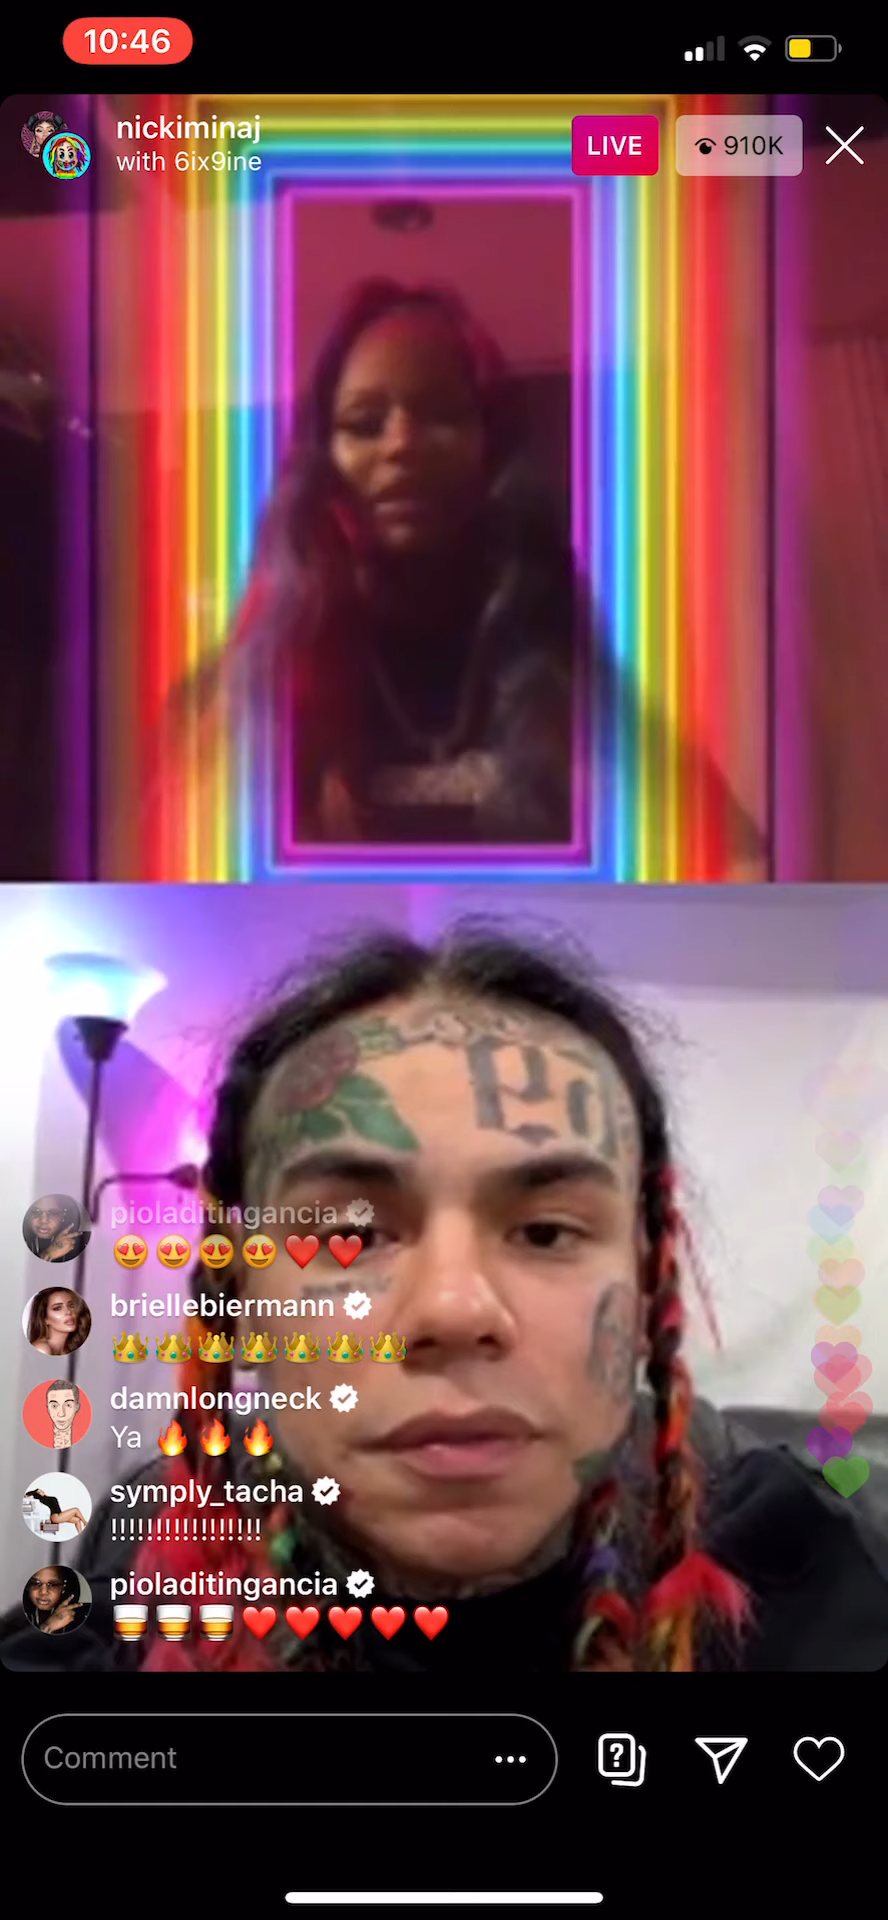 10:46
nickiminaj
with 6ix9ine
LIVE
910K
pioladitingancia
😍😍😍😍❤️❤️
briellebiermann
👑👑👑👑👑👑👑
damnlongneck
Ya 🔥🔥🔥
symply_tacha
!!!!!!!!!!!!!!!!!
pioladitingancia
🥃🥃🥃❤️❤️❤️❤️❤️
Comment